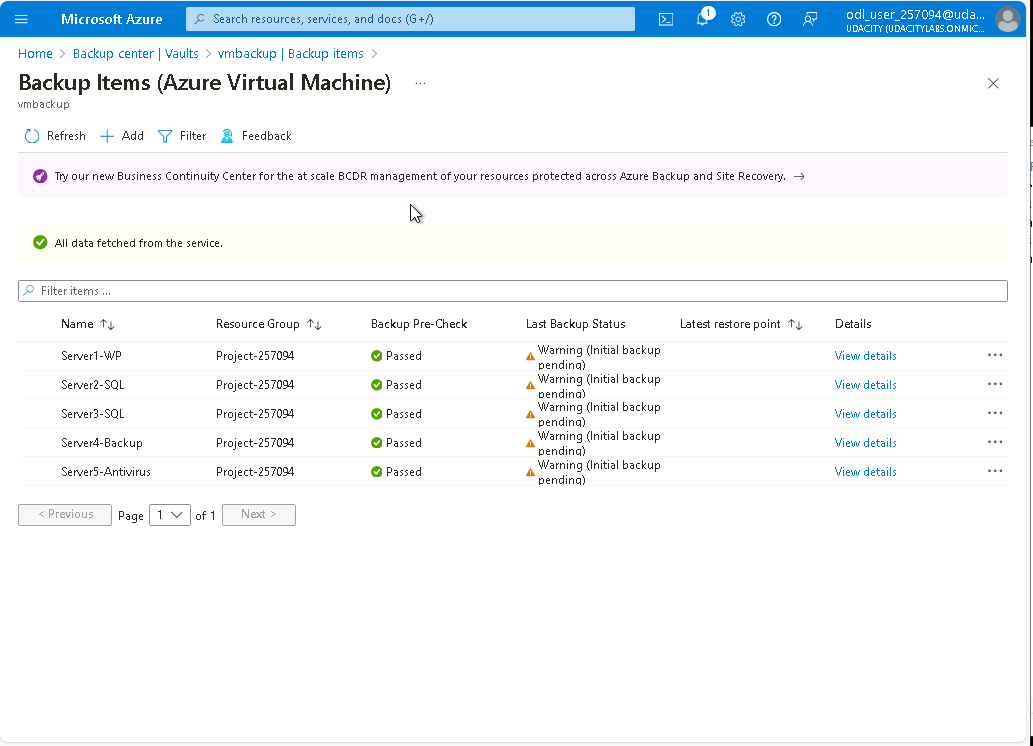 Microsoft Azure
Search resources, services, and docs (G+/)
1
odl_user_257094@uda...
UDACITY (UDACITYLABS.ONMIC...
Home > Backup center | Vaults > vmbackup | Backup items >
Backup Items (Azure Virtual Machine) ...
vmbackup
Refresh + Add Filter Feedback
Try our new Business Continuity Center for the at scale BCDR management of your resources protected across Azure Backup and Site Recovery. →
All data fetched from the service.
Filter items ...
Name ↑↓ Resource Group ↑↓ Backup Pre-Check Last Backup Status Latest restore point ↑↓ Details
Server1-WP Project-257094 Passed Warning (Initial backup View details ...
pending)
Server2-SQL Project-257094 Passed Warning (Initial backup View details ...
pending)
Server3-SQL Project-257094 Passed Warning (Initial backup View details ...
pending)
Server4-Backup Project-257094 Passed Warning (Initial backup View details ...
pending)
Server5-Antivirus Project-257094 Passed Warning (Initial backup View details ...
pending)
< Previous Page 1 of 1 Next >